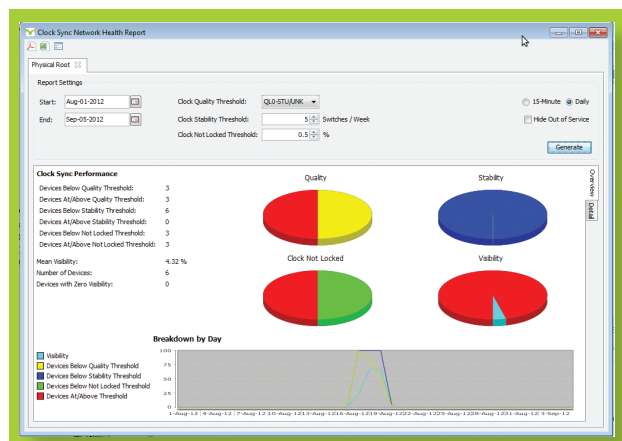 Clock Sync Network Health Report
Physical Root
Report Settings
Start: Aug-01-2012 Clock Quality Threshold: QL0-STU/UNK 15-Minute Daily
End: Sep-05-2012 Clock Stability Threshold: 5 Switches / Week Hide Out of Service
Clock Not Locked Threshold: 0.5 %
Generate
Clock Sync Performance
Devices Below Quality Threshold: 3
Devices At/Above Quality Threshold: 3
Devices Below Stability Threshold: 6
Devices At/Above Stability Threshold: 0
Devices Below Not Locked Threshold: 3
Devices At/Above Not Locked Threshold: 3
Mean Visibility: 4.32 %
Number of Devices: 6
Devices with Zero Visibility: 0
Quality
Stability
Clock Not Locked
Visibility
Overview
Detail
Breakdown by Day
Visibility
Devices Below Quality Threshold
Devices Below Stability Threshold
Devices Below Not Locked Threshold
Devices At/Above Threshold
100
75
50
25
0
1-Aug-12 4-Aug-12 7-Aug-12 10-Aug-12 13-Aug-12 16-Aug-12 19-Aug-12 22-Aug-12 25-Aug-12 28-Aug-12 31-Aug-12 3-Sep-12